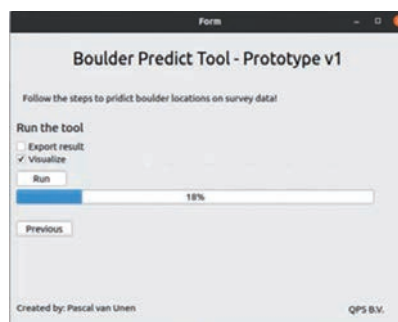 Form
Boulder Predict Tool - Prototype v1
Follow the steps to pridict boulder locations on survey data!
Run the tool
Export result
Visualize
Run
18%
Previous
Created by: Pascal van Unen
QPS B.V.